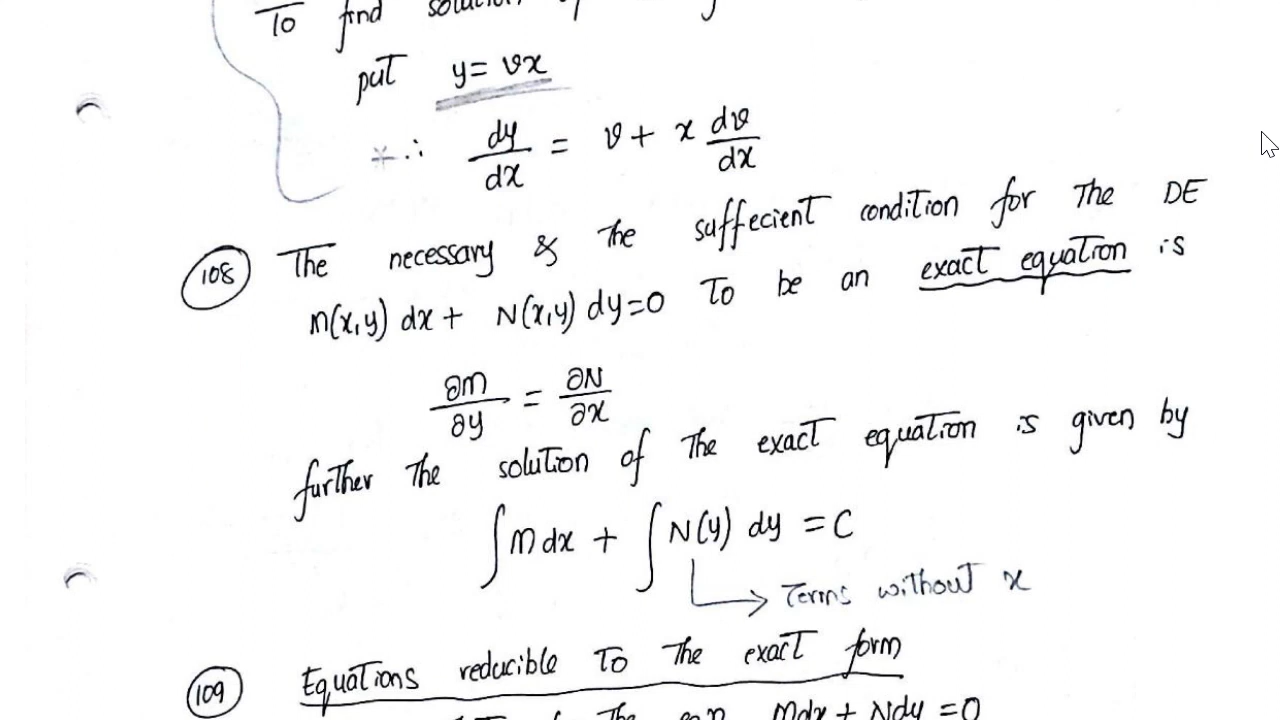 To find
put y = vx
* ∴ dy/dx = v + x dv/dx
108 The necessary & the suffecient condition for the DE
M(x,y) dx + N(x,y) dy=0 to be an exact equation is
∂M/∂y = ∂N/∂x
further the solution of the exact equation is given by
∫M dx + ∫N(y) dy = C
Terms without x
109 Equations reducible to the exact form
the Mdx + Ndy =0